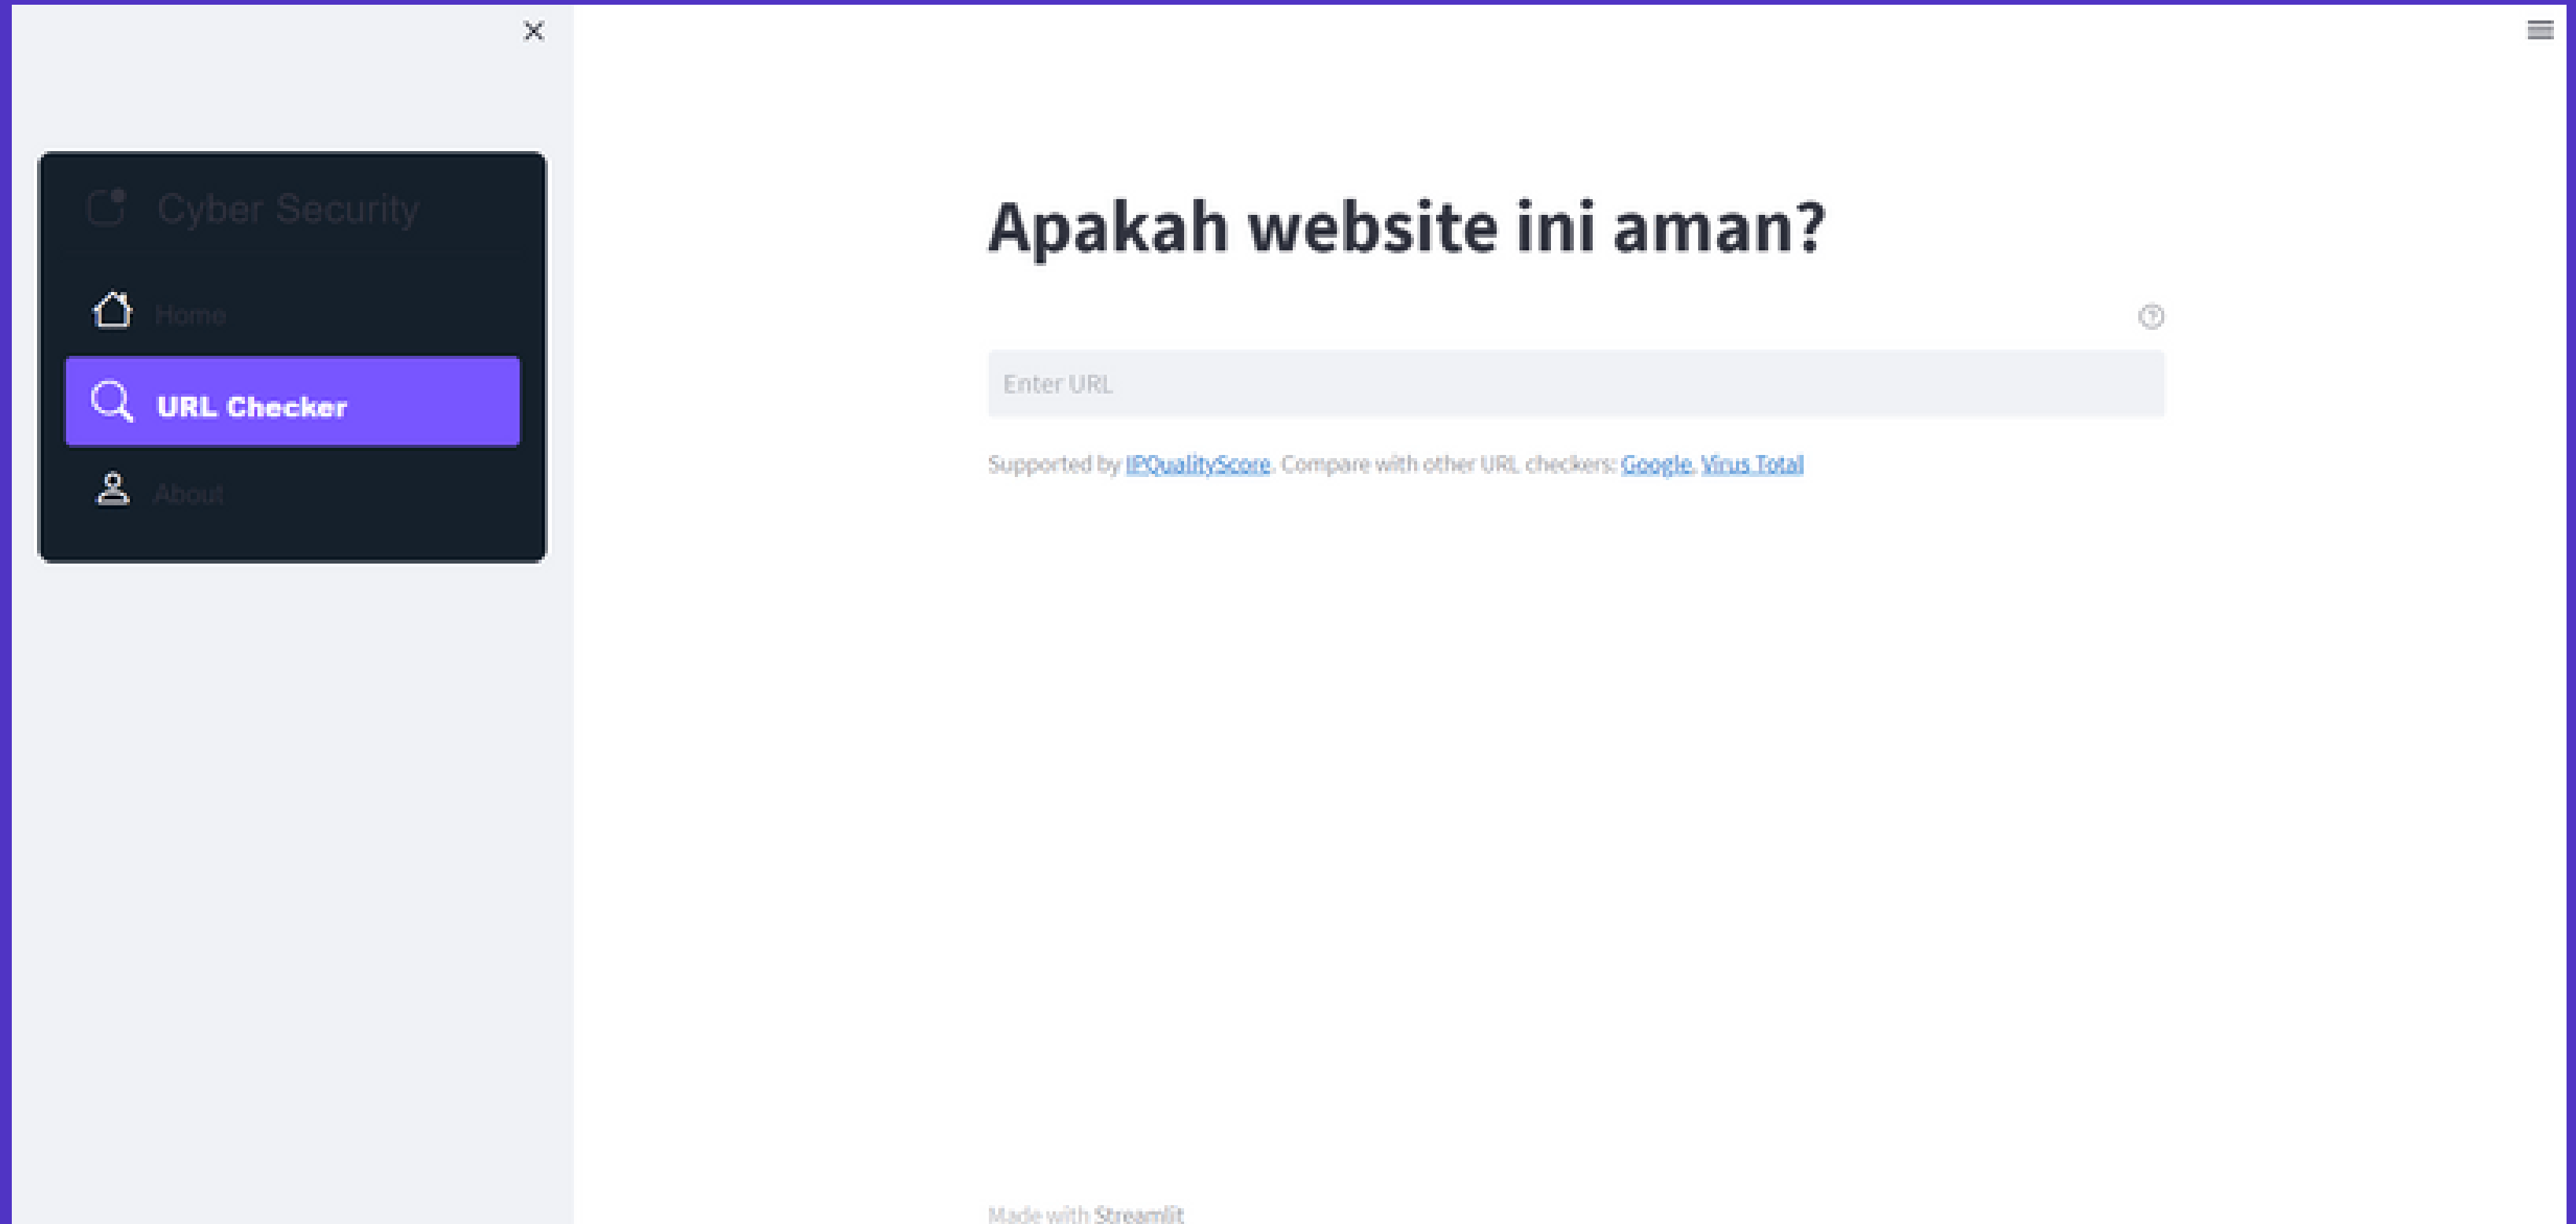 Cyber Security
Home
URL Checker
About
Apakah website ini aman?
Enter URL
Supported by IPQualityScore. Compare with other URL checkers: Google, Virus Total
Made with Streamlit